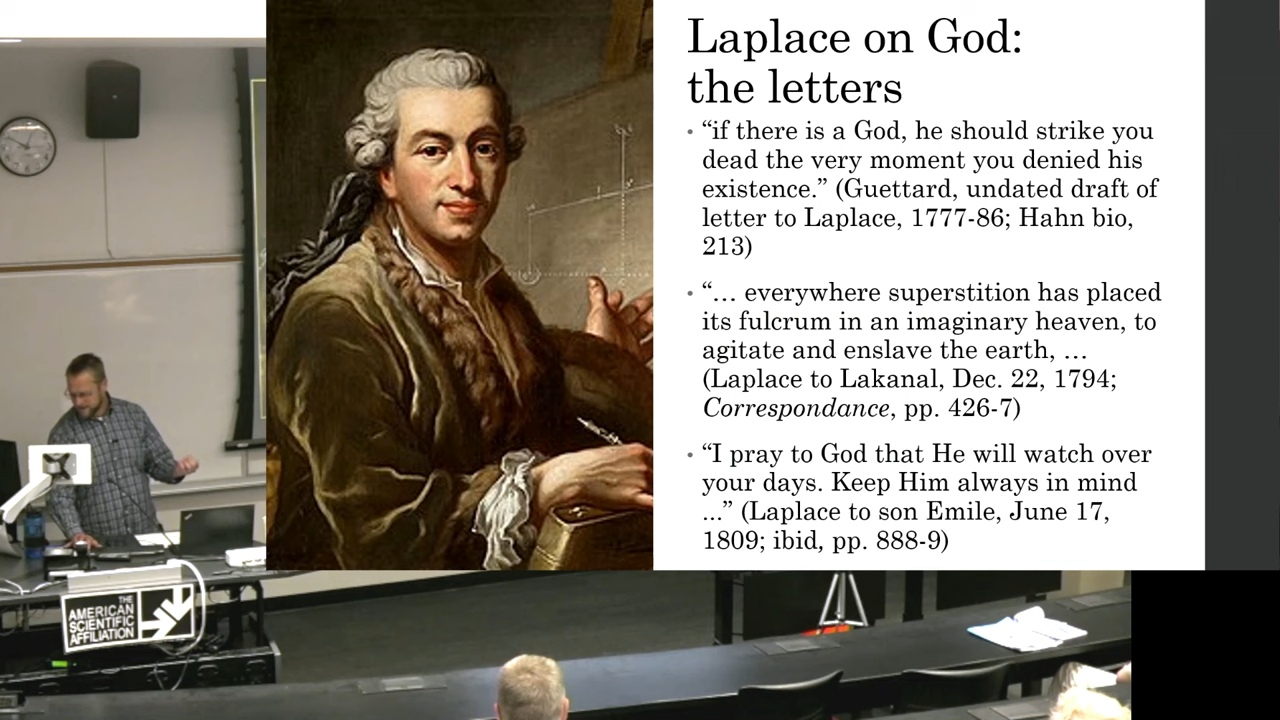 Laplace on God:
the letters
• “if there is a God, he should strike you
dead the very moment you denied his
existence.” (Guettard, undated draft of
letter to Laplace, 1777-86; Hahn bio,
213)
• “… everywhere superstition has placed
its fulcrum in an imaginary heaven, to
agitate and enslave the earth, …
(Laplace to Lakanal, Dec. 22, 1794;
Correspondance, pp. 426-7)
• “I pray to God that He will watch over
your days. Keep Him always in mind
...” (Laplace to son Emile, June 17,
1809; ibid, pp. 888-9)
THE
AMERICAN
SCIENTIFIC
AFFILIATION